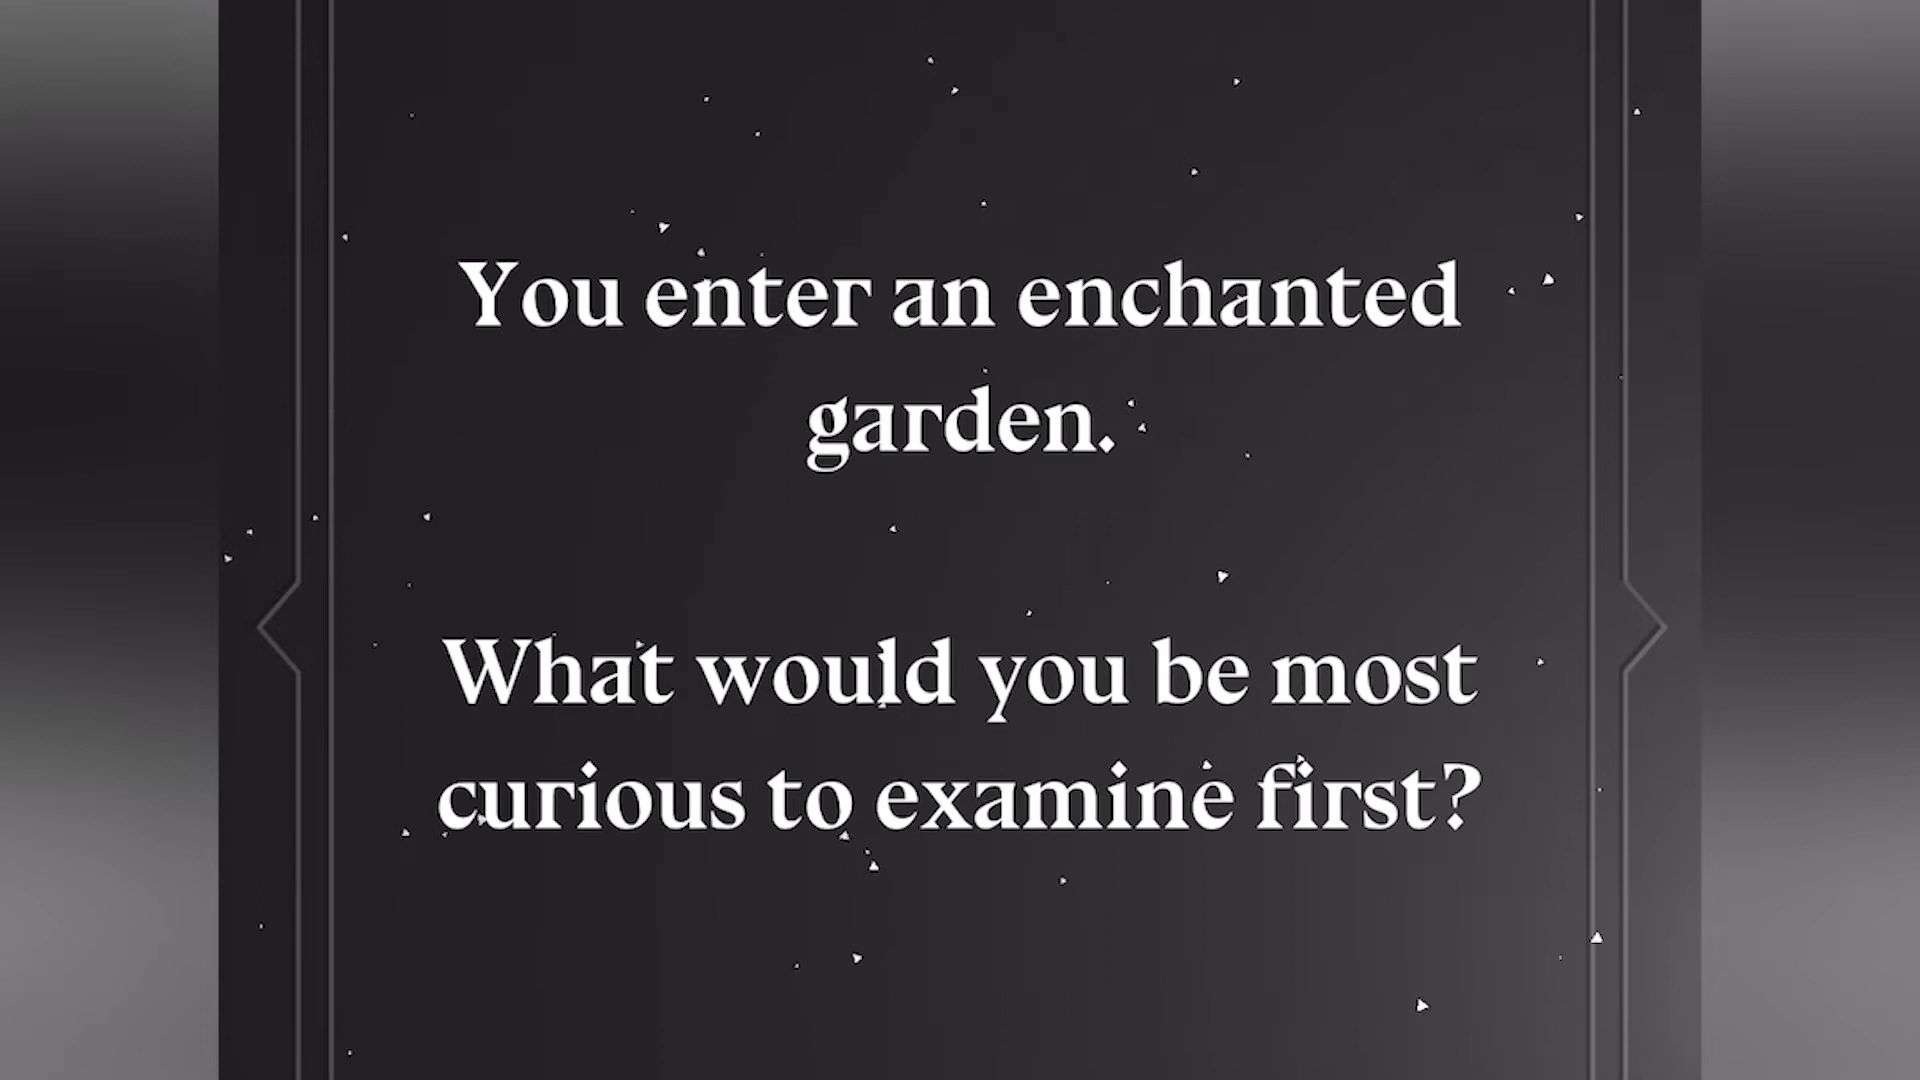 You enter an enchanted
garden.
What would you be most
curious to examine first?